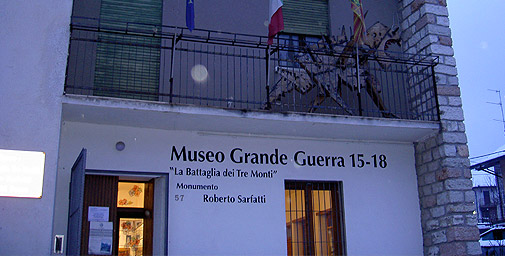 Museo Grande Guerra 15-18
"La Battaglia dei Tre Monti"
Monumento
57 Roberto Sarfatti